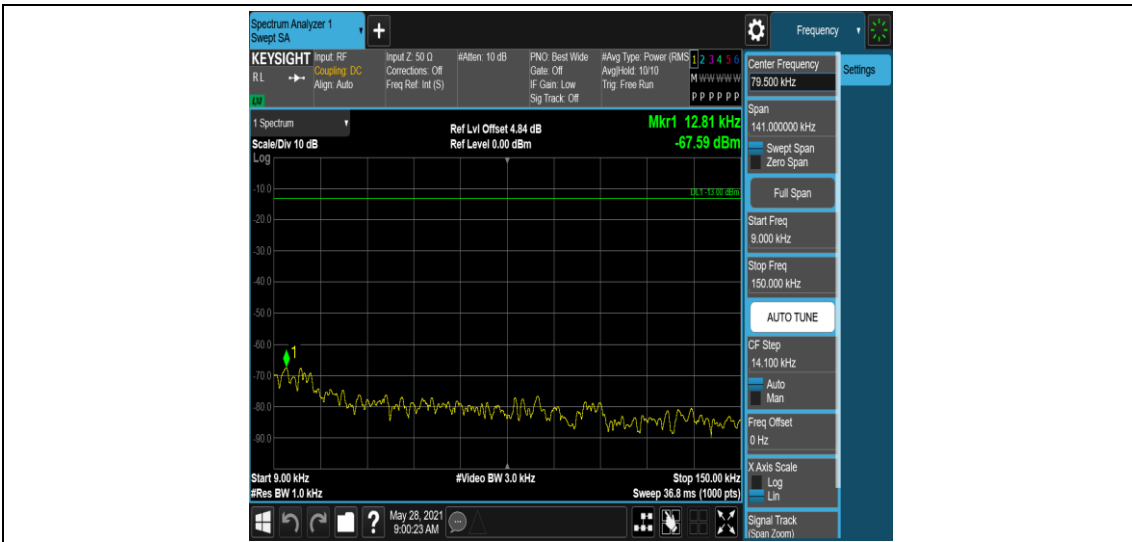 Spectrum Analyzer 1
Swept SA
+
Frequency
KEYSIGHT
RL
LXI
Input: RF
Coupling: DC
Align: Auto
Input Z: 50 Ω
Corrections: Off
Freq Ref: Int (S)
#Atten: 10 dB
PNO: Best Wide
Gate: Off
IF Gain: Low
Sig Track: Off
#Avg Type: Power (RMS
Avg|Hold: 10/10
Trig: Free Run
1 2 3 4 5 6
M W W W W W
P P P P P P
1 Spectrum
Scale/Div 10 dB
Log
Ref Lvl Offset 4.84 dB
Ref Level 0.00 dBm
Mkr1 12.81 kHz
-67.59 dBm
DL1 -13.00 dBm
-10.0
-20.0
-30.0
-40.0
-50.0
-60.0
-70.0
-80.0
-90.0
1
Start 9.00 kHz
#Res BW 1.0 kHz
#Video BW 3.0 kHz
Stop 150.00 kHz
Sweep 36.8 ms (1000 pts)
?
May 28, 2021
9:00:23 AM
Center Frequency
79.500 kHz
Settings
Span
141.000000 kHz
Swept Span
Zero Span
Full Span
Start Freq
9.000 kHz
Stop Freq
150.000 kHz
AUTO TUNE
CF Step
14.100 kHz
Auto
Man
Freq Offset
0 Hz
X Axis Scale
Log
Lin
Signal Track
(Span Zoom)